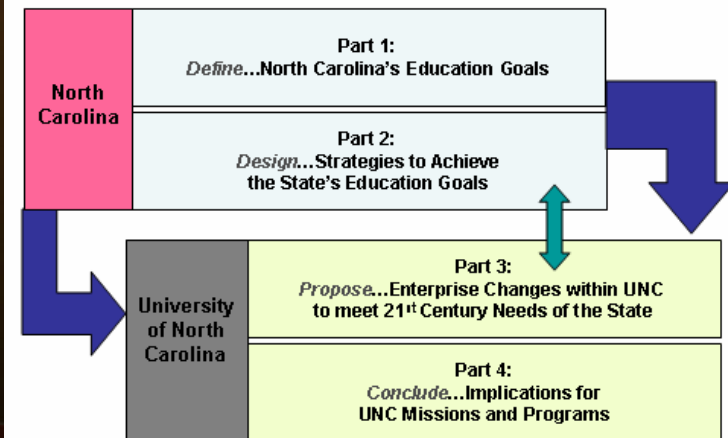 North
Carolina
Part 1:
Define...North Carolina's Education Goals
Part 2:
Design...Strategies to Achieve
the State's Education Goals
University
of North
Carolina
Part 3:
Propose...Enterprise Changes within UNC
to meet 21rst Century Needs of the State
Part 4:
Conclude...Implications for
UNC Missions and Programs